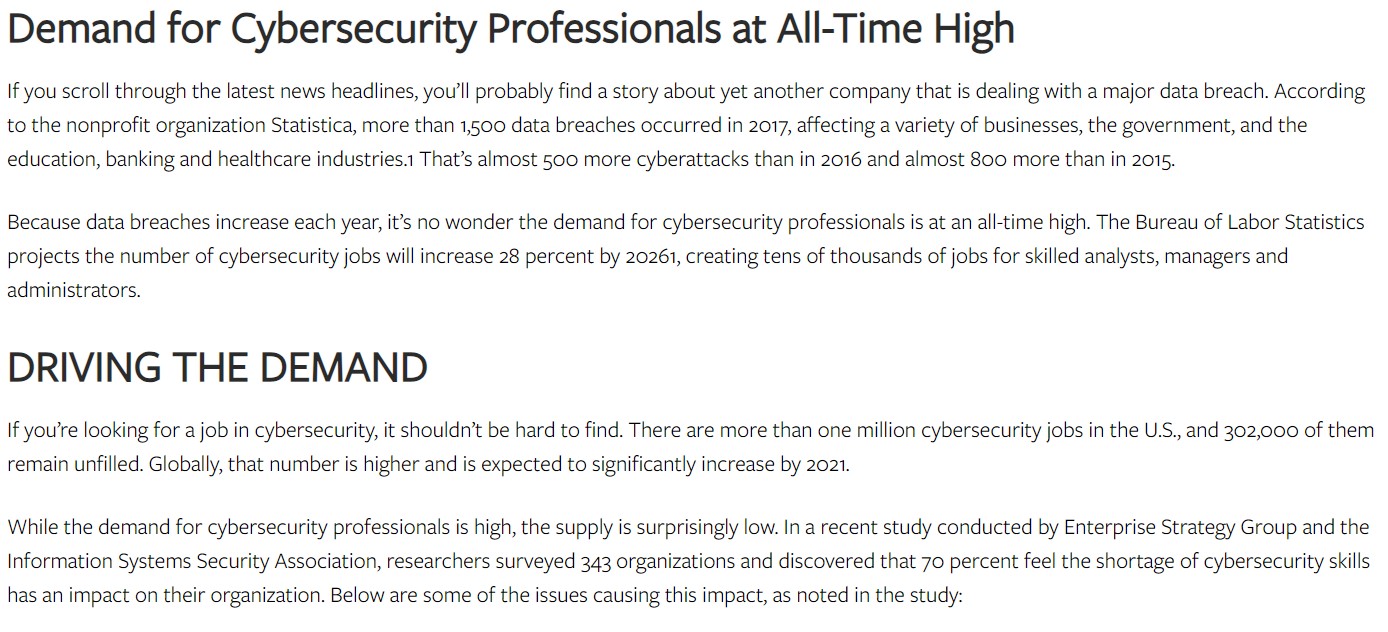 Demand for Cybersecurity Professionals at All-Time High
If you scroll through the latest news headlines, you'll probably find a story about yet another company that is dealing with a major data breach. According
to the nonprofit organization Statistica, more than 1,500 data breaches occurred in 2017, affecting a variety of businesses, the government, and the
education, banking and healthcare industries.1 That's almost 500 more cyberattacks than in 2016 and almost 800 more than in 2015.
Because data breaches increase each year, it's no wonder the demand for cybersecurity professionals is at an all-time high. The Bureau of Labor Statistics
projects the number of cybersecurity jobs will increase 28 percent by 20261, creating tens of thousands of jobs for skilled analysts, managers and
administrators.
DRIVING THE DEMAND
If you're looking for a job in cybersecurity, it shouldn't be hard to find. There are more than one million cybersecurity jobs in the U.S., and 302,000 of them
remain unfilled. Globally, that number is higher and is expected to significantly increase by 2021.
While the demand for cybersecurity professionals is high, the supply is surprisingly low. In a recent study conducted by Enterprise Strategy Group and the
Information Systems Security Association, researchers surveyed 343 organizations and discovered that 70 percent feel the shortage of cybersecurity skills
has an impact on their organization. Below are some of the issues causing this impact, as noted in the study: